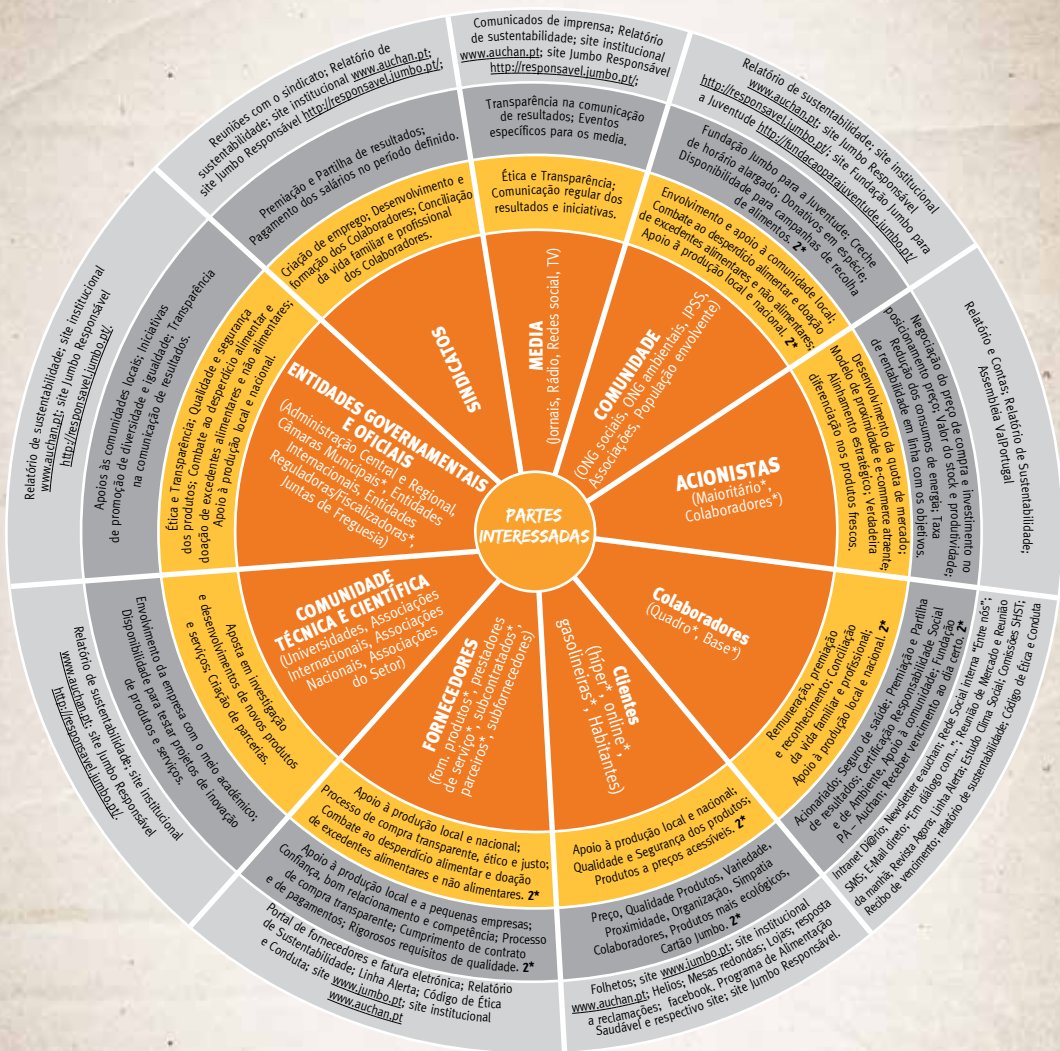 PARTES
INTERESSADAS
MEDIA
(Jornais, Rádio, Redes social, TV)
Ética e Transparência;
Comunicação regular dos
resultados e iniciativas.
Transparência na comunicação
de resultados; Eventos
específicos para os media.
Comunicados de imprensa; Relatório
de sustentabilidade; site institucional
www.auchan.pt; site Jumbo Responsável
http://responsavel.jumbo.pt/;
COMUNIDADE
(ONG sociais, ONG ambientais, IPSS,
Associações, População envolvente)
Envolvimento e apoio à comunidade local;
Combate ao desperdício alimentar e doação
de excedentes alimentares e não alimentares;
Apoio à produção local e nacional. 2*
Fundação Jumbo para a Juventude; Creche
de horário alargado; Donativos em espécie;
Disponibilidade para campanhas de recolha
de alimentos. 2*
Relatório de sustentabilidade; site institucional
www.auchan.pt; site Jumbo Responsável
http://responsavel.jumbo.pt/; site Fundação Jumbo para
a Juventude http://fundacaoparajuventude.jumbo.pt/
ACIONISTAS
(Maioritário*,
Colaboradores*)
Desenvolvimento da quota de mercado;
Modelo de proximidade e e-commerce atraente;
Alinhamento estratégico; Verdadeira
diferenciação nos produtos frescos.
Negociação do preço de compra e investimento no
posicionamento preço; Valor do stock e produtividade;
Redução dos consumos de energia; Taxa
de rentabilidade em linha com os objetivos.
Relatório e Contas; Relatório de Sustentabilidade;
Assembleia ValPortugal
Colaboradores
(Quadro*, Base*)
Remuneração, premiação
e reconhecimento; Conciliação
da vida familiar e profissional;
Apoio à produção local e nacional. 2*
Acionariado; Seguro de saúde; Premiação e Partilha
de resultados; Certificação Responsabilidade Social
e de Ambiente, Apoio à comunidade; Fundação
PA – Auchan; Receber vencimento ao dia certo. 2*
Intranet Di@rio; Newsletter e-auchan; Rede Social interna "Entre nós";
SMS; E-Mail direto; "Em diálogo com..."; Reunião de Mercado e Reunião
da manhã; Revista Agora; Linha Alerta; Estudo Clima Social; Comissões SHST;
Recibo de vencimento; relatório de sustentabilidade; Código de Ética e Conduta
Clientes
(hiper*, online*,
gasolineiras*, Habitantes)
Apoio à produção local e nacional;
Qualidade e Segurança dos produtos;
Produtos a preços acessíveis. 2*
Preço, Qualidade Produtos, Variedade,
Proximidade, Organização, Simpatia
Colaboradores, Produtos mais ecológicos,
Cartão Jumbo. 2*
Folhetos; site www.jumbo.pt; site institucional
www.auchan.pt; Helios; Mesas redondas; Lojas, resposta
a reclamações; facebook. Programa de Alimentação
Saudável e respectivo site; site Jumbo Responsável.
FORNECEDORES
(forn. produtos*, prestadores
de serviço*, subcontratados*,
parceiros*, subfornecedores)
Apoio à produção local e nacional;
Processo de compra transparente, ético e justo;
Combate ao desperdício alimentar e doação
de excedentes alimentares e não alimentares. 2*
Apoio à produção local e a pequenas empresas;
Confiança, bom relacionamento e competência; Processo
de compra transparente; Cumprimento de contrato
e de pagamentos; Rigorosos requisitos de qualidade. 2*
Portal de fornecedores e fatura eletrónica; Relatório
de Sustentabilidade; Linha Alerta; Código de Ética
e Conduta; site www.jumbo.pt; site institucional
www.auchan.pt
COMUNIDADE
TÉCNICA E CIENTÍFICA
(Universidades, Associações
Internacionais, Associações
Nacionais, Associações
do Setor)
Aposta em investigação
e desenvolvimentos de novos produtos
e serviços; Criação de parcerias.
Envolvimento da empresa com o meio académico;
Disponibilidade para testar projetos de inovação
de produtos e serviços.
Relatório de sustentabilidade; site institucional
www.auchan.pt; site Jumbo Responsável
http://responsavel.jumbo.pt/.
ENTIDADES GOVERNAMENTAIS
E OFICIAIS
(Administração Central e Regional,
Câmaras Municipais*, Entidades
Internacionais, Entidades
Reguladoras/Fiscalizadoras*,
Juntas de Freguesia)
Ética e Transparência; Qualidade e segurança
dos produtos; Combate ao desperdício alimentar e
doação de excedentes alimentares e não alimentares;
Apoio à produção local e nacional.
Apoios às comunidades locais; Iniciativas
de promoção de diversidade e igualdade; Transparência
na comunicação de resultados.
Relatório de sustentabilidade; site institucional
www.auchan.pt; site Jumbo Responsável
http://responsavel.jumbo.pt/.
SINDICATOS
Criação de emprego; Desenvolvimento e
formação dos Colaboradores; Conciliação
da vida familiar e profissional
dos Colaboradores.
Premiação e Partilha de resultados;
Pagamento dos salários no período definido.
Reuniões com o sindicato; Relatório de
sustentabilidade; site institucional www.auchan.pt;
site Jumbo Responsável http://responsavel.jumbo.pt/;